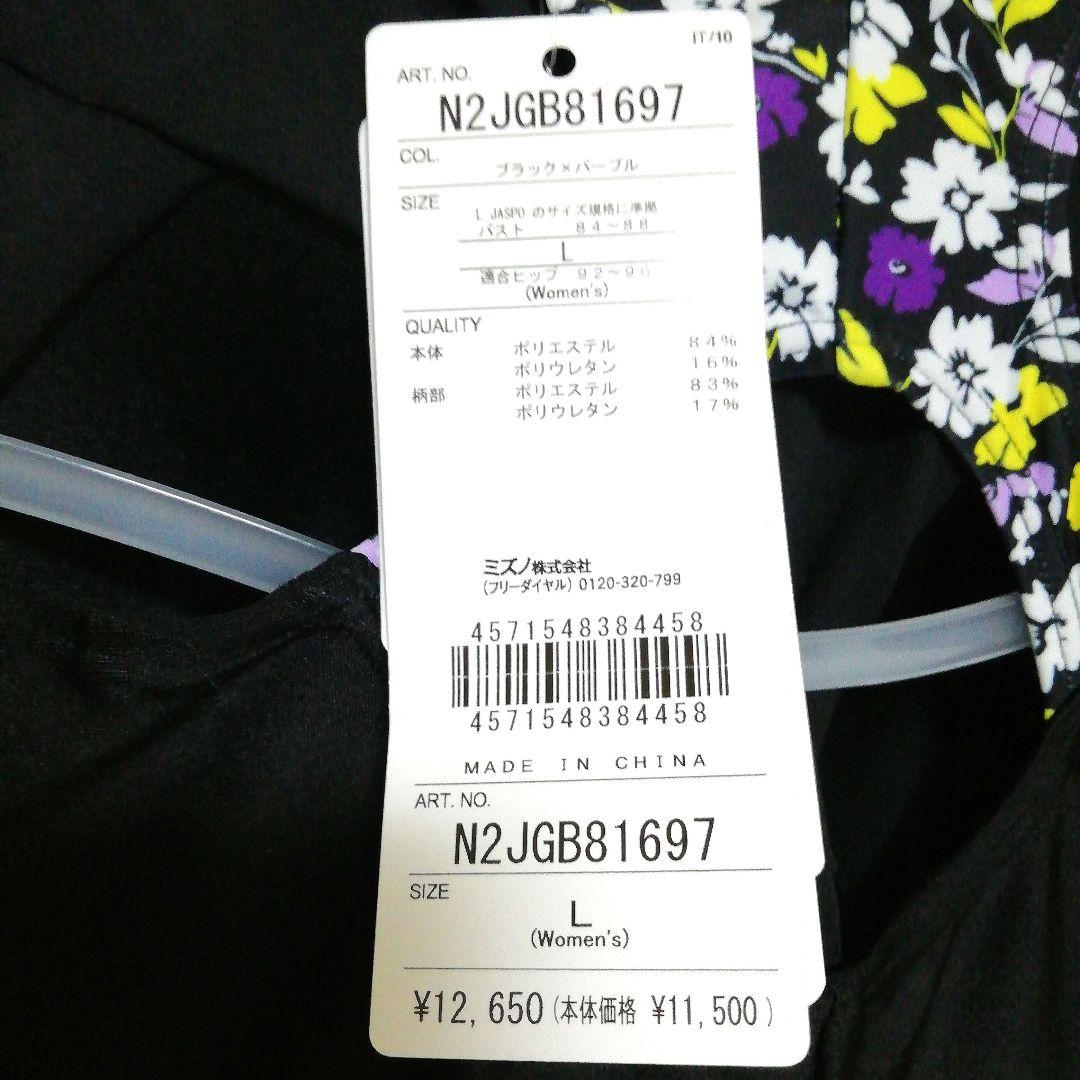 IT/10
ART. NO.
N2JGB81697
COL.
ブラック×パープル
SIZE
L JASPO のサイズ規格に準拠
バスト 84～88
L
適合ヒップ 92～96
(Women's)
QUALITY
本体 ポリエステル 84%
ポリウレタン 16%
柄部 ポリエステル 83%
ポリウレタン 17%
ミズノ株式会社
(フリーダイヤル) 0120-320-799
4571548384458
4571548384458
MADE IN CHINA
ART. NO.
N2JGB81697
SIZE
L
(Women's)
¥12,650(本体価格 ¥11,500)